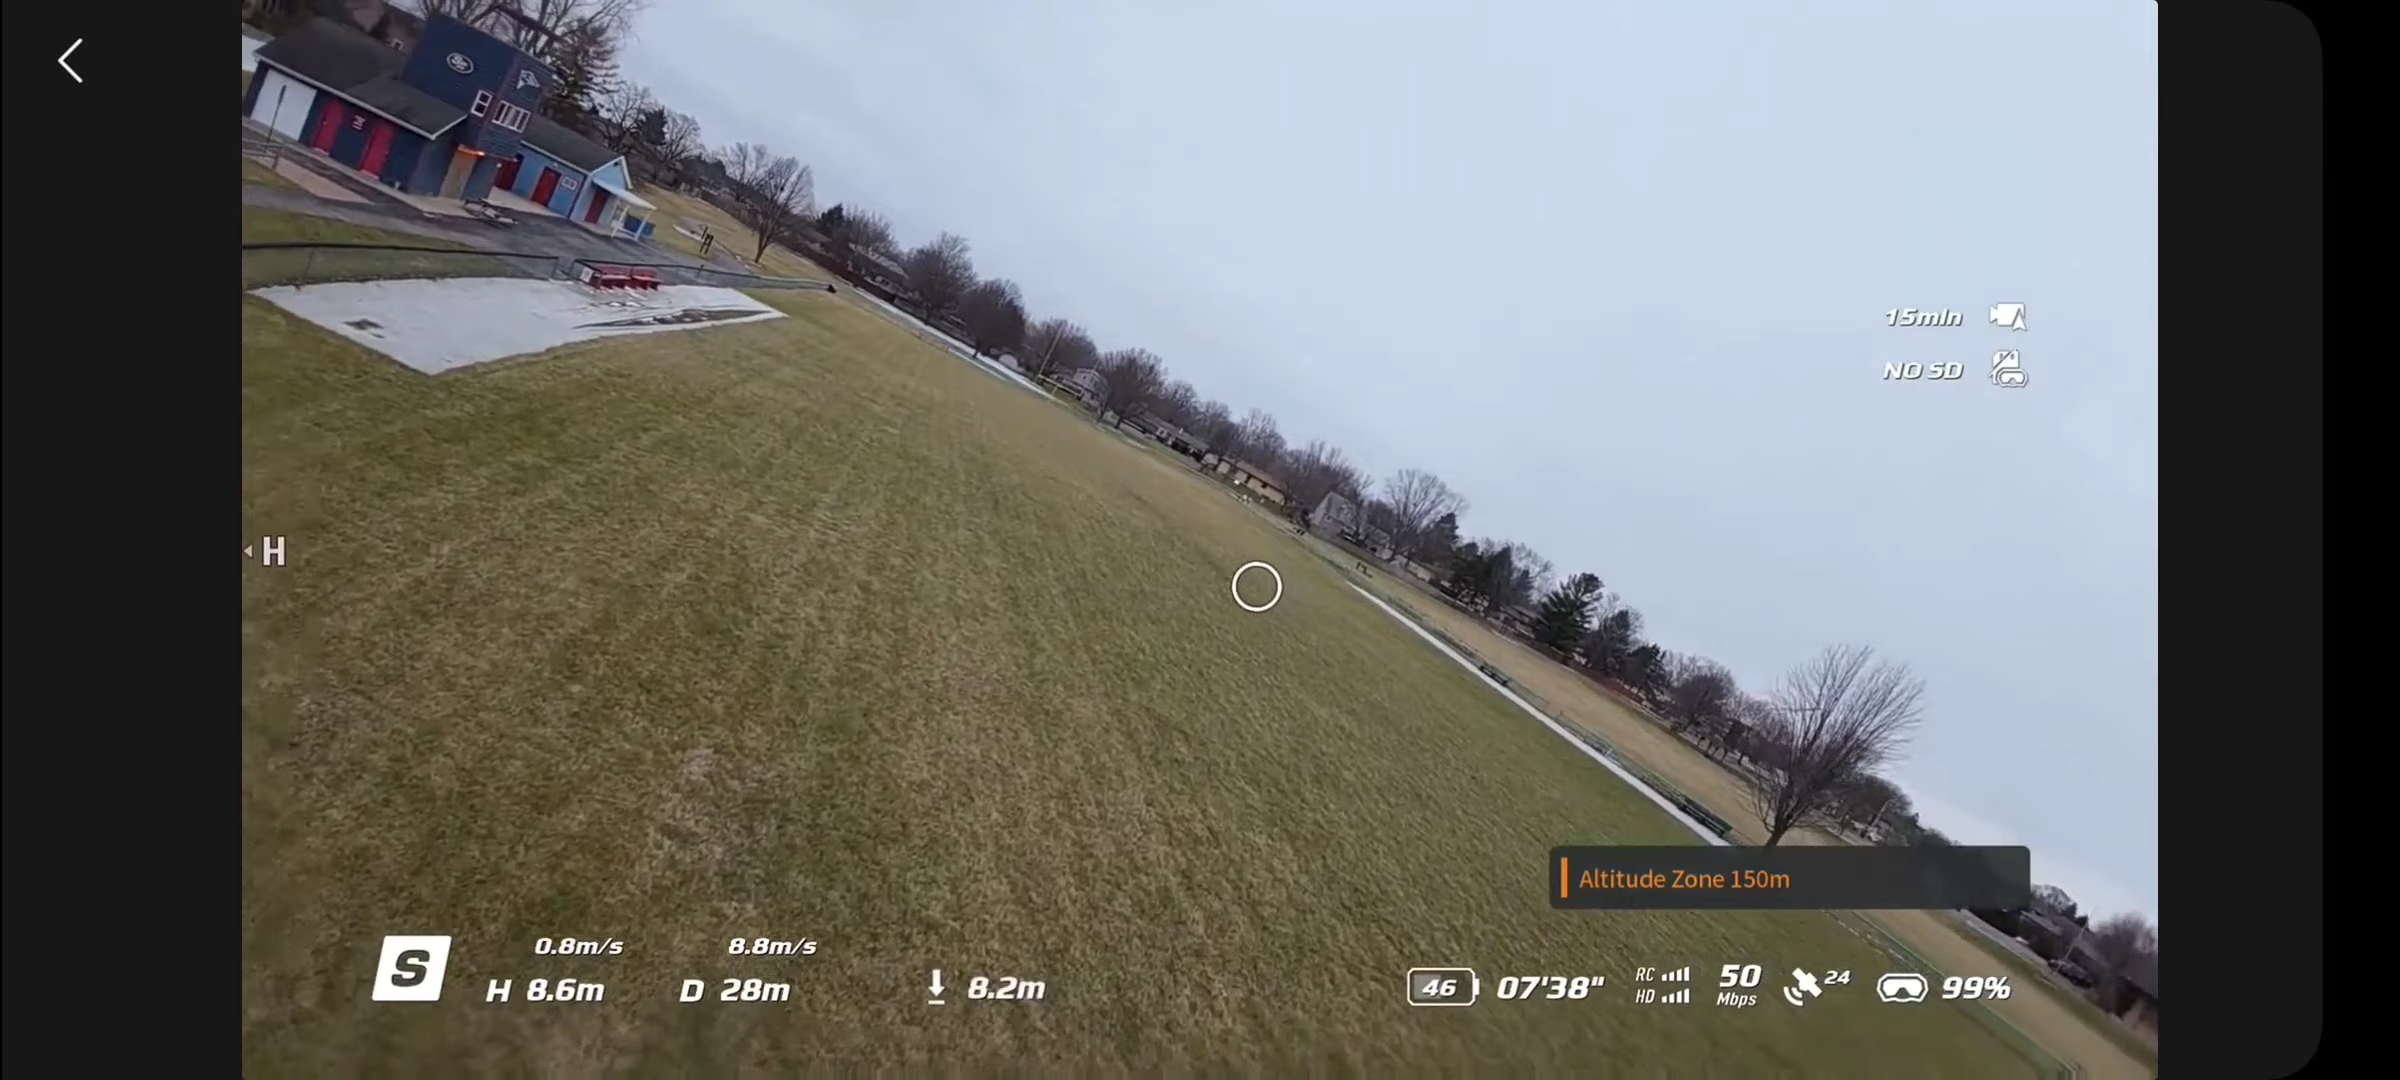 15min
NO SD
H
Altitude Zone 150m
S
0.8m/s 8.8m/s
H 8.6m D 28m 8.2m
46 07'38" RC HD 50 Mbps 24 99%